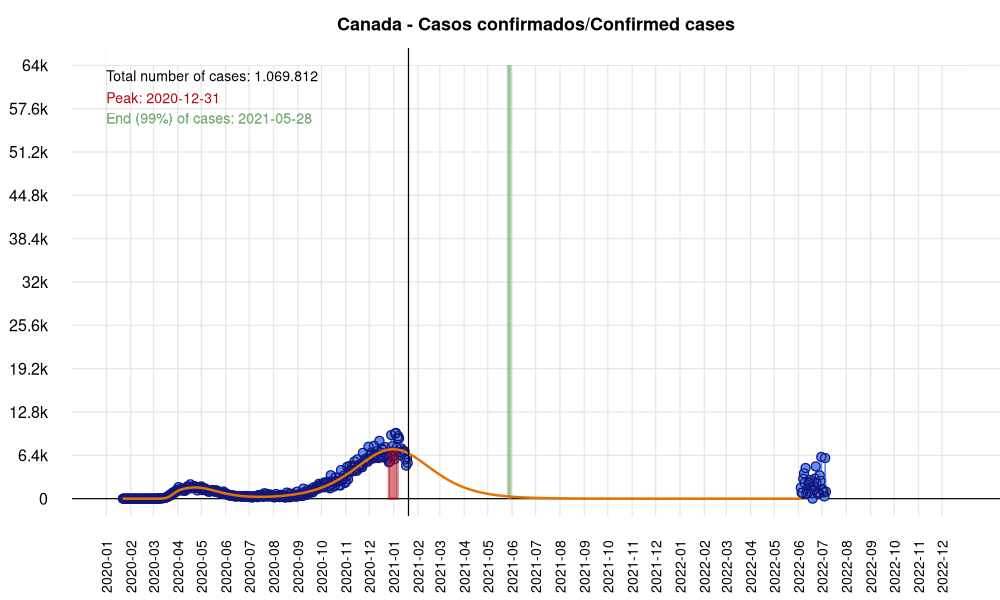 Canada - Casos confirmados/Confirmed cases
Total number of cases: 1.069.812
Peak: 2020-12-31
End (99%) of cases: 2021-05-28
64k
57.6k
51.2k
44.8k
38.4k
32k
25.6k
19.2k
12.8k
6.4k
0
2020-01
2020-02
2020-03
2020-04
2020-05
2020-06
2020-07
2020-08
2020-09
2020-10
2020-11
2020-12
2021-01
2021-02
2021-03
2021-04
2021-05
2021-06
2021-07
2021-08
2021-09
2021-10
2021-11
2021-12
2022-01
2022-02
2022-03
2022-04
2022-05
2022-06
2022-07
2022-08
2022-09
2022-10
2022-11
2022-12